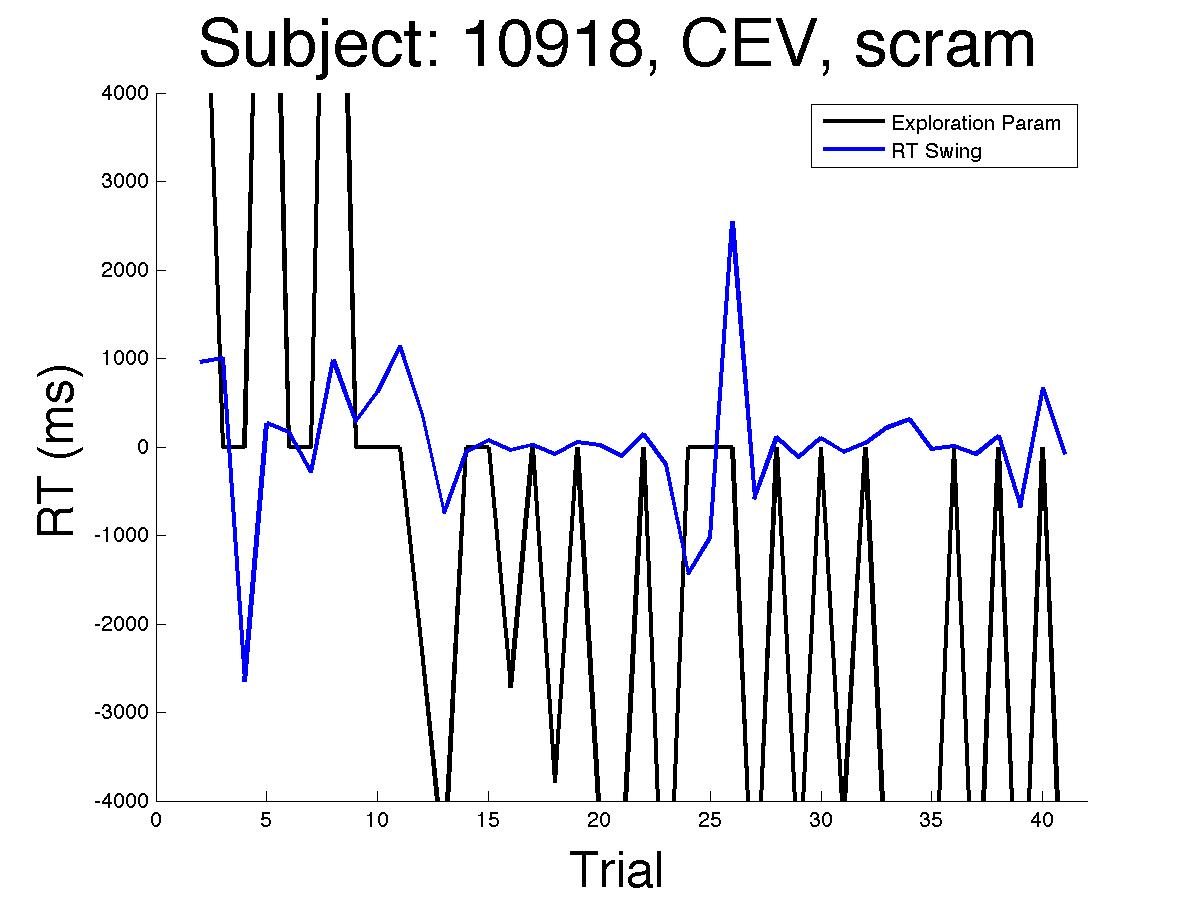 Subject: 10918, CEV, scram
4000
3000
2000
1000
0
-1000
-2000
-3000
-4000
RT (ms)
Exploration Param
RT Swing
0 5 10 15 20 25 30 35 40
Trial